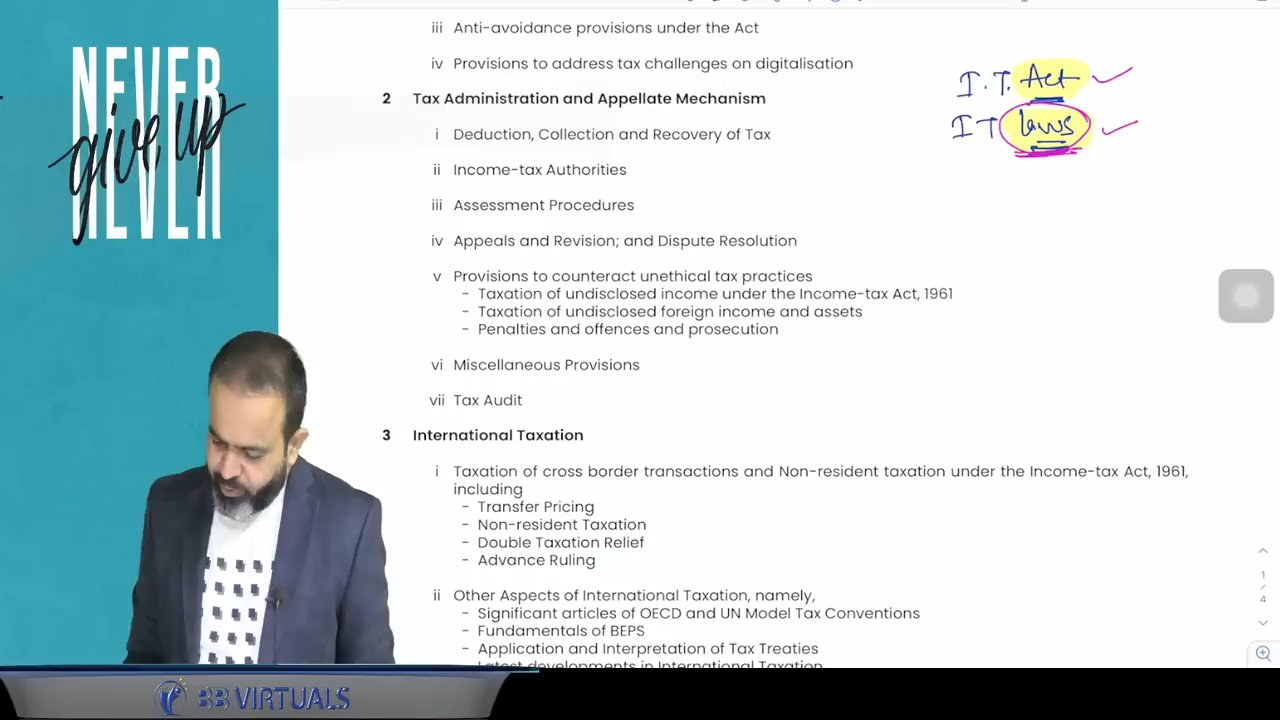 NEVER
give up
NEVER
iii Anti-avoidance provisions under the Act
iv Provisions to address tax challenges on digitalisation
I.T. Act
IT laws
2 Tax Administration and Appellate Mechanism
i Deduction, Collection and Recovery of Tax
ii Income-tax Authorities
iii Assessment Procedures
iv Appeals and Revision; and Dispute Resolution
v Provisions to counteract unethical tax practices
- Taxation of undisclosed income under the Income-tax Act, 1961
- Taxation of undisclosed foreign income and assets
- Penalties and offences and prosecution
vi Miscellaneous Provisions
vii Tax Audit
3 International Taxation
i Taxation of cross border transactions and Non-resident taxation under the Income-tax Act, 1961,
including
- Transfer Pricing
- Non-resident Taxation
- Double Taxation Relief
- Advance Ruling
ii Other Aspects of International Taxation, namely,
- Significant articles of OECD and UN Model Tax Conventions
- Fundamentals of BEPS
- Application and Interpretation of Tax Treaties
- Latest developments in International Taxation
1
/
4
BB VIRTUALS